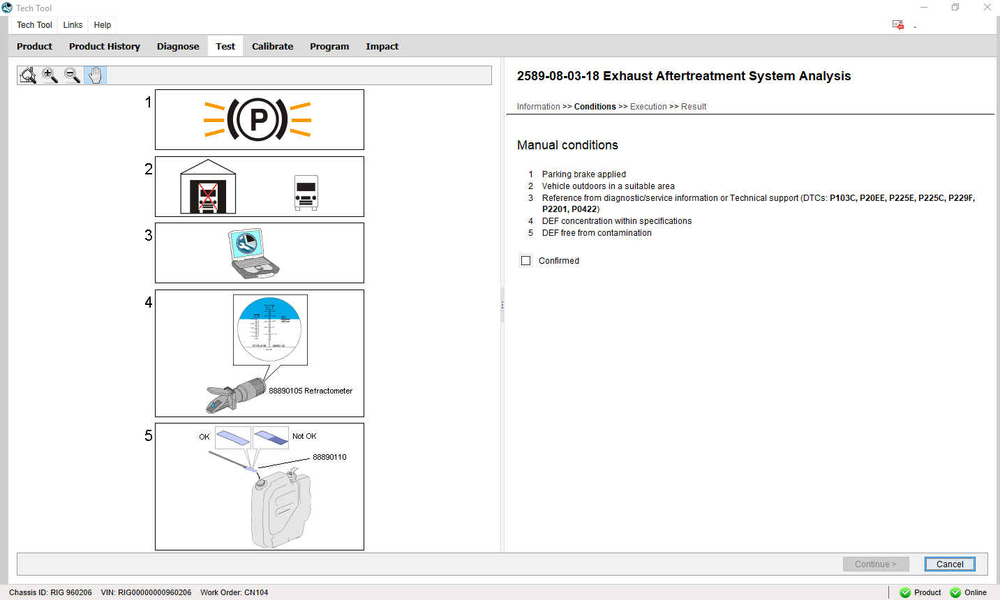 Tech Tool
Tech Tool Links Help
Product Product History Diagnose Test Calibrate Program Impact
1
P
2
3
4
°C/°F
88890105 Refractometer
5
OK
Not OK
88890110
2589-08-03-18 Exhaust Aftertreatment System Analysis
Information >> Conditions >> Execution >> Result
Manual conditions
1 Parking brake applied
2 Vehicle outdoors in a suitable area
3 Reference from diagnostic/service information or Technical support (DTCs: P103C, P20EE, P225E, P225C, P229F,
P2201, P0422)
4 DEF concentration within specifications
5 DEF free from contamination
Confirmed
Continue > Cancel
Chassis ID: RIG 960206 VIN: RIG00000000960206 Work Order: CN104 Product Online